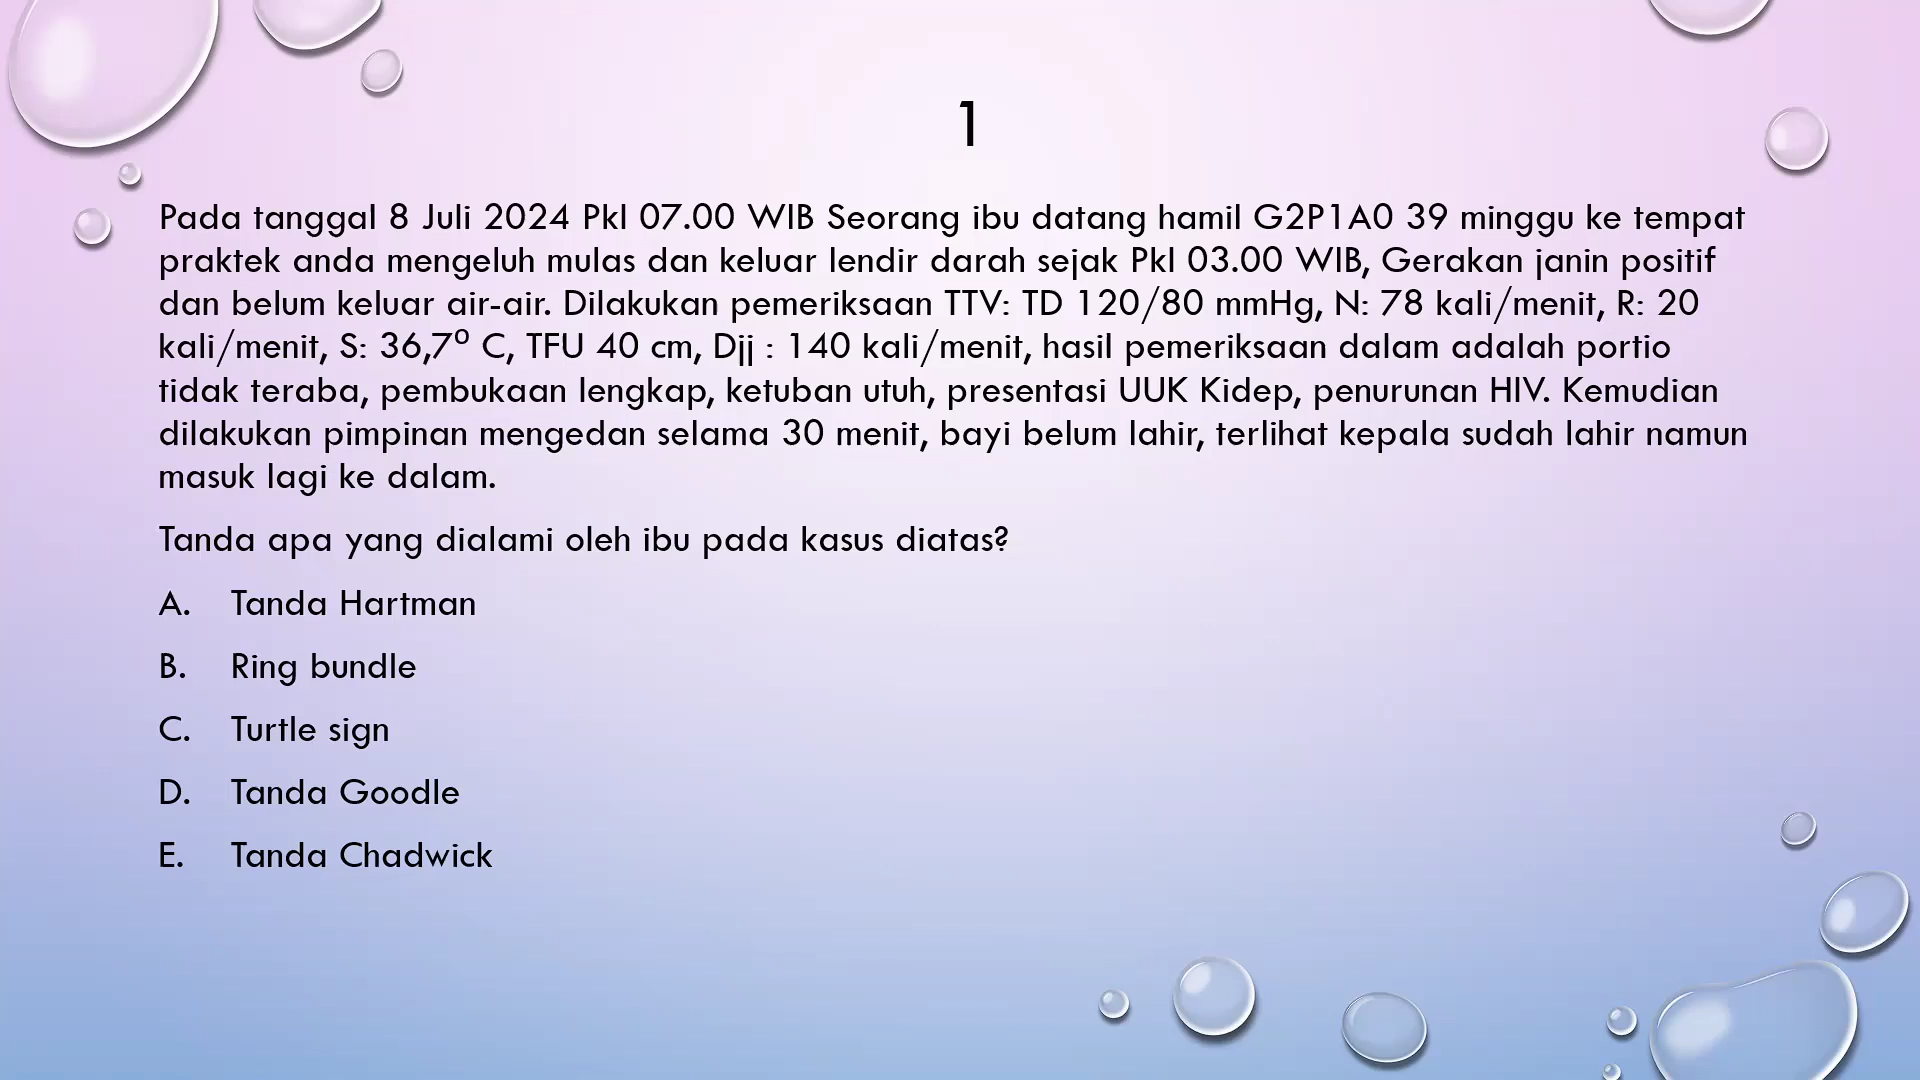 1
Pada tanggal 8 Juli 2024 Pkl 07.00 WIB Seorang ibu datang hamil G2P1A0 39 minggu ke tempat
praktek anda mengeluh mulas dan keluar lendir darah sejak Pkl 03.00 WIB, Gerakan janin positif
dan belum keluar air-air. Dilakukan pemeriksaan TTV: TD 120/80 mmHg, N: 78 kali/menit, R: 20
kali/menit, S: 36,7⁰ C, TFU 40 cm, Djj : 140 kali/menit, hasil pemeriksaan dalam adalah portio
tidak teraba, pembukaan lengkap, ketuban utuh, presentasi UUK Kidep, penurunan HIV. Kemudian
dilakukan pimpinan mengedan selama 30 menit, bayi belum lahir, terlihat kepala sudah lahir namun
masuk lagi ke dalam.
Tanda apa yang dialami oleh ibu pada kasus diatas?
A. Tanda Hartman
B. Ring bundle
C. Turtle sign
D. Tanda Goodle
E. Tanda Chadwick